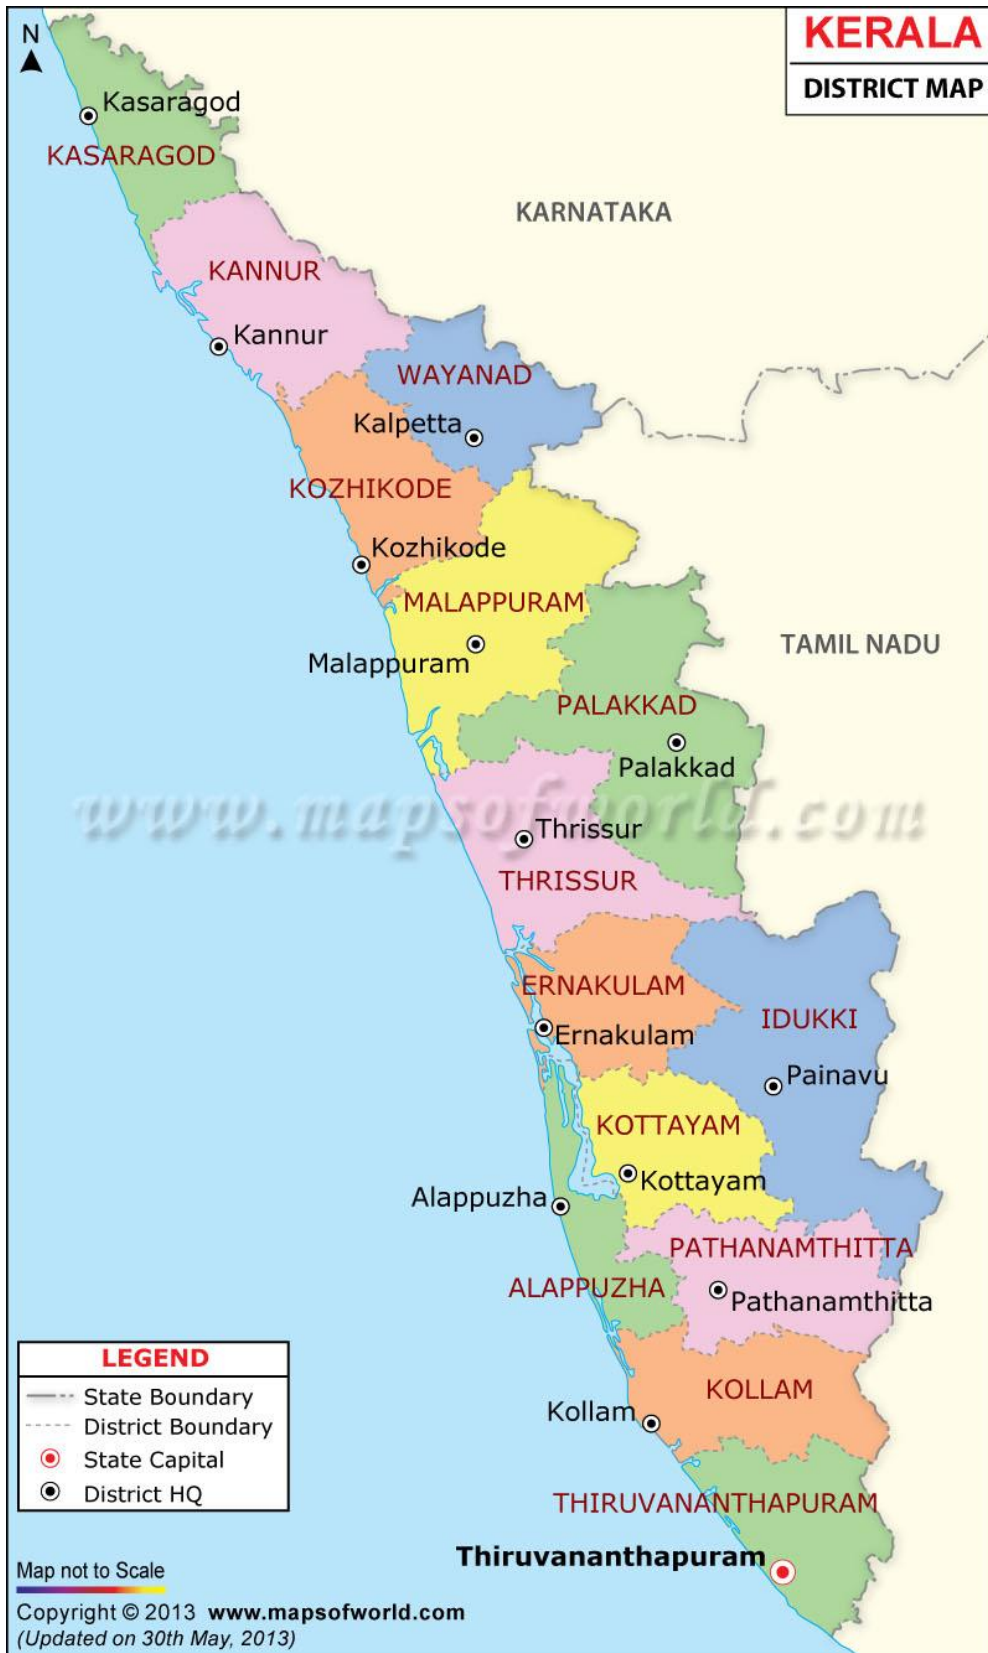 KERALA
DISTRICT MAP
N
Kasaragod
KASARAGOD
KARNATAKA
KANNUR
Kannur
WAYANAD
Kalpetta
KOZHIKODE
Kozhikode
MALAPPURAM
TAMIL NADU
Malappuram
PALAKKAD
Palakkad
www.mapsofworld.com
Thrissur
THRISSUR
ERNAKULAM
IDUKKI
Ernakulam
Painavu
KOTTAYAM
Kottayam
Alappuzha
PATHANAMTHITTA
ALAPPUZHA
Pathanamthitta
KOLLAM
Kollam
THIRUVANANTHAPURAM
Thiruvananthapuram
LEGEND
State Boundary
District Boundary
State Capital
District HQ
Map not to Scale
Copyright © 2013 www.mapsofworld.com
(Updated on 30th May, 2013)